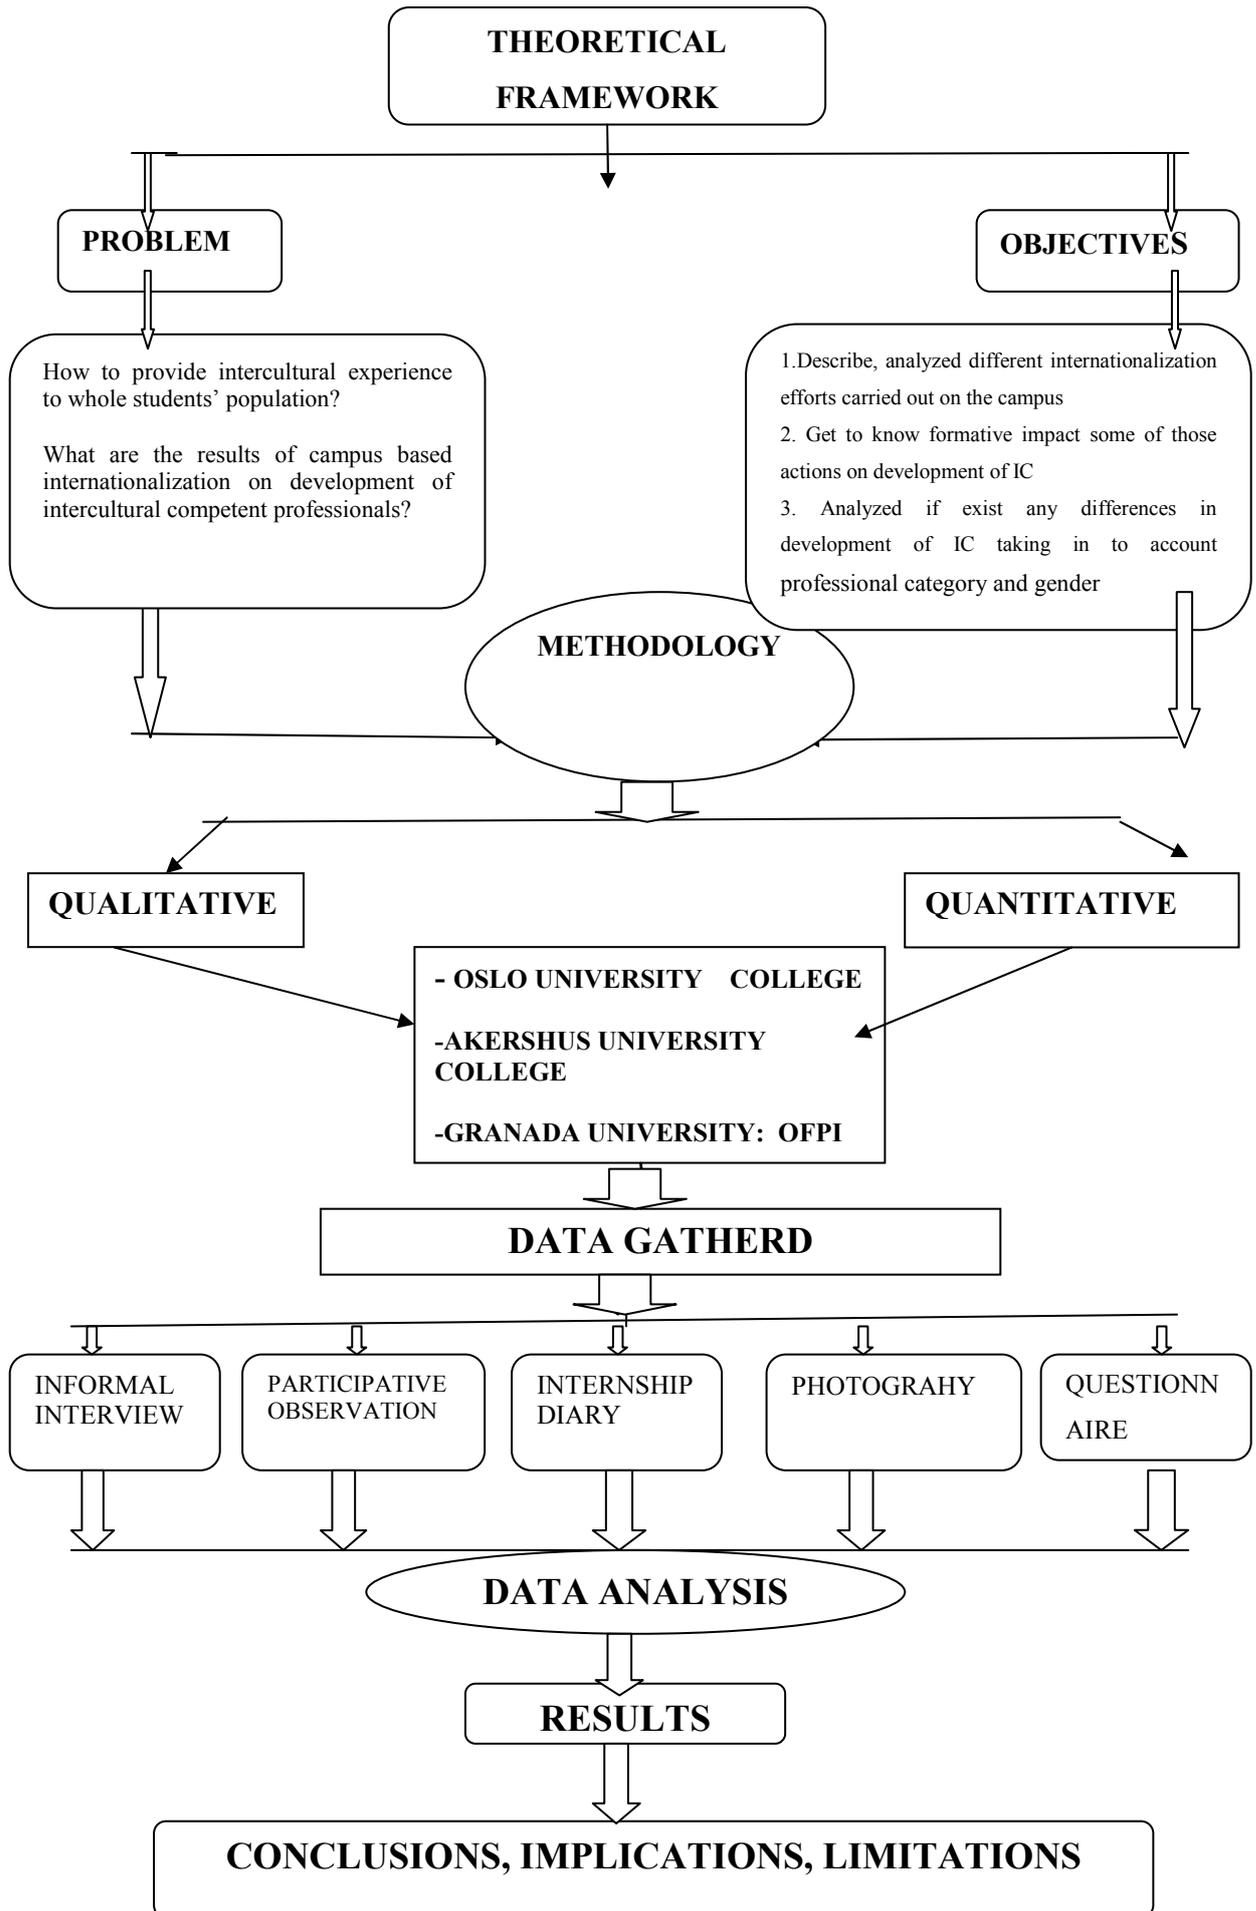 THEORETICAL
FRAMEWORK
PROBLEM
OBJECTIVES
How to provide intercultural experience
to whole students’ population?
What are the results of campus based
internationalization on development of
intercultural competent professionals?
1.Describe, analyzed different internationalization
efforts carried out on the campus
2. Get to know formative impact some of those
actions on development of IC
3. Analyzed if exist any differences in
development of IC taking in to account
professional category and gender
METHODOLOGY
QUALITATIVE
QUANTITATIVE
- OSLO UNIVERSITY COLLEGE
-AKERSHUS UNIVERSITY
COLLEGE
-GRANADA UNIVERSITY: OFPI
DATA GATHERD
INFORMAL
INTERVIEW
PARTICIPATIVE
OBSERVATION
INTERNSHIP
DIARY
PHOTOGRAHY
QUESTIONN
AIRE
DATA ANALYSIS
RESULTS
CONCLUSIONS, IMPLICATIONS, LIMITATIONS